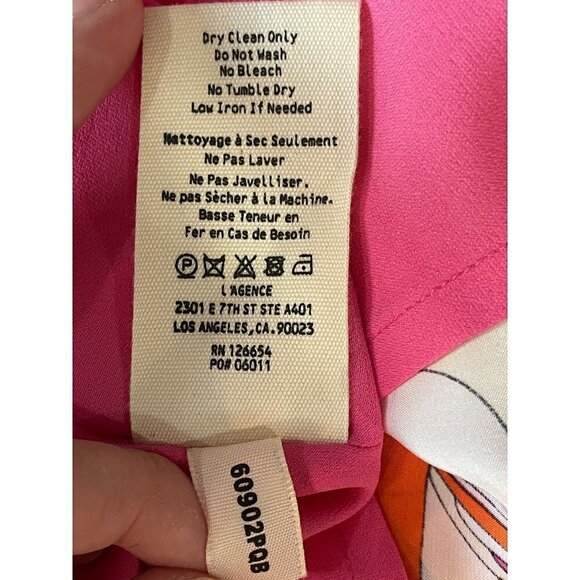 Dry Clean Only
Do Not Wash
No Bleach
No Tumble Dry
Low Iron If Needed
Nettoyage à Sec Seulement
Ne Pas Laver
Ne Pas Javelliser.
Ne pas Sècher à la Machine.
Basse Teneur en
Fer en Cas de Besoin
P
L'AGENCE
2301 E 7TH ST STE A401
LOS ANGELES,CA.90023
RN 126654
PO# 06011
60902PQB